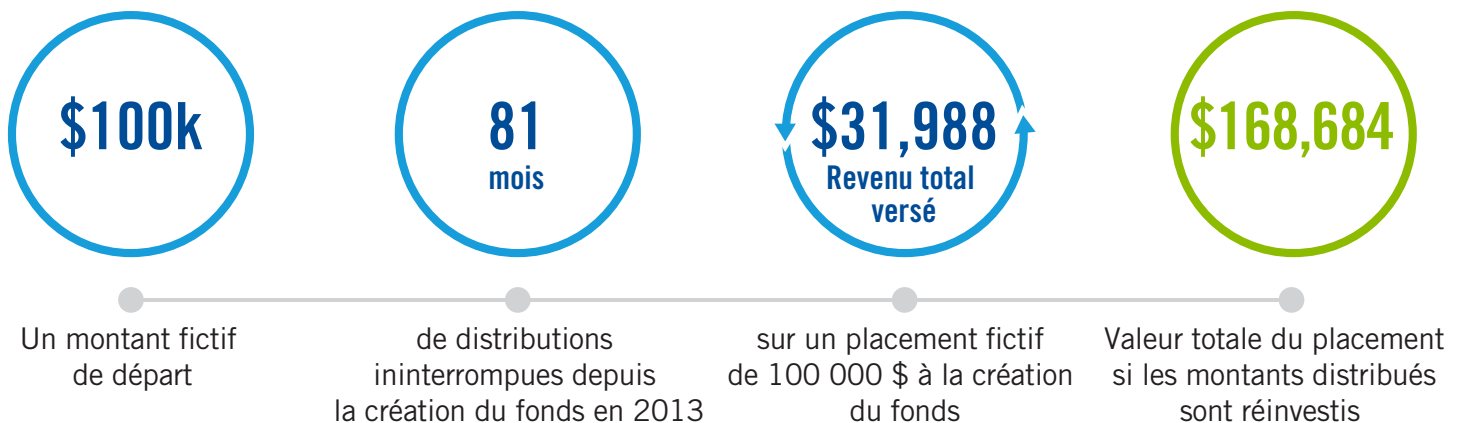 $100k
Un montant fictif
de départ
81
mois
de distributions
ininterrompues depuis
la création du fonds en 2013
$31,988
Revenu total
versé
sur un placement fictif
de 100 000 $ à la création
du fonds
$168,684
Valeur totale du placement
si les montants distribués
sont réinvestis